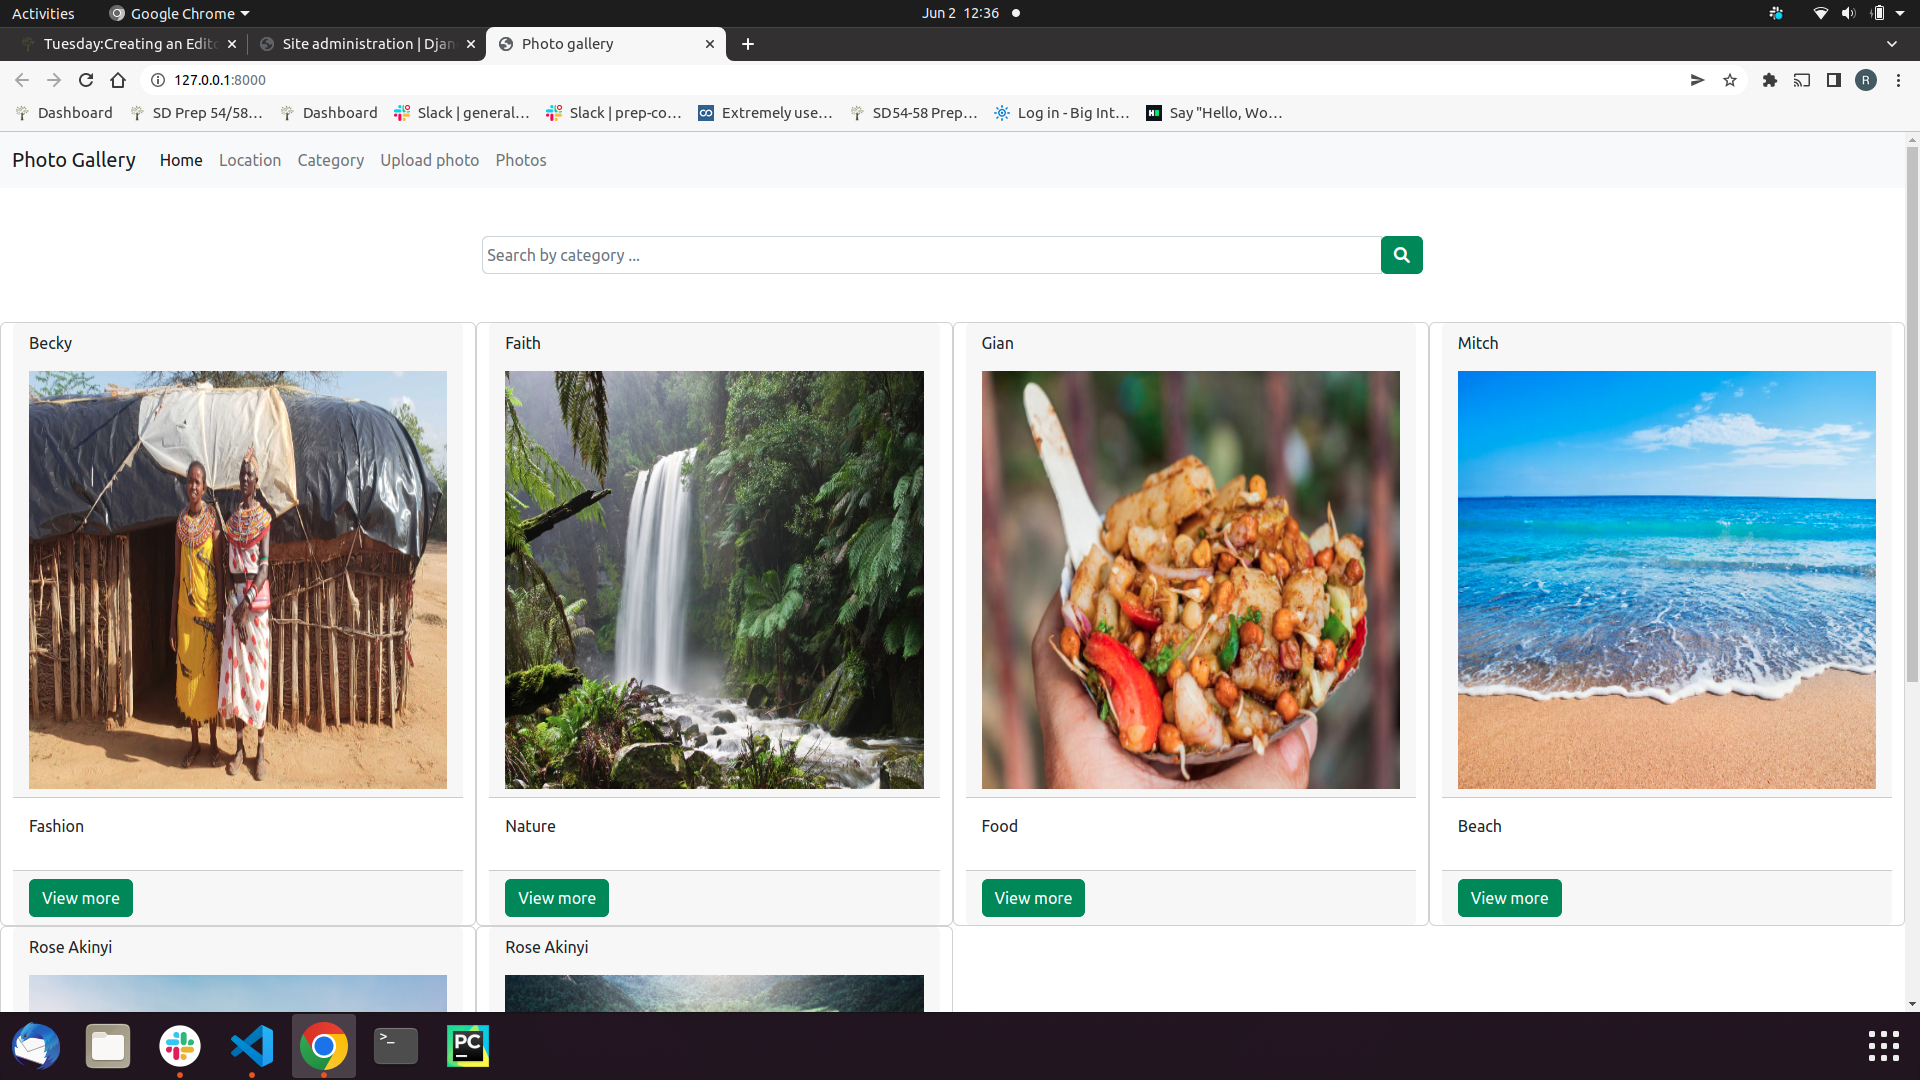 Activities Google Chrome Jun 2 12:36
Tuesday:Creating an Edito Site administration | Djan Photo gallery
127.0.0.1:8000 R
Dashboard SD Prep 54/58… Dashboard Slack | general… Slack | prep-co… Extremely use… SD54-58 Prep… Log in - Big Int… Say "Hello, Wo…
Photo Gallery Home Location Category Upload photo Photos
Search by category ...
Becky Faith Gian Mitch
Fashion Nature Food Beach
View more View more View more View more
Rose Akinyi Rose Akinyi
PC